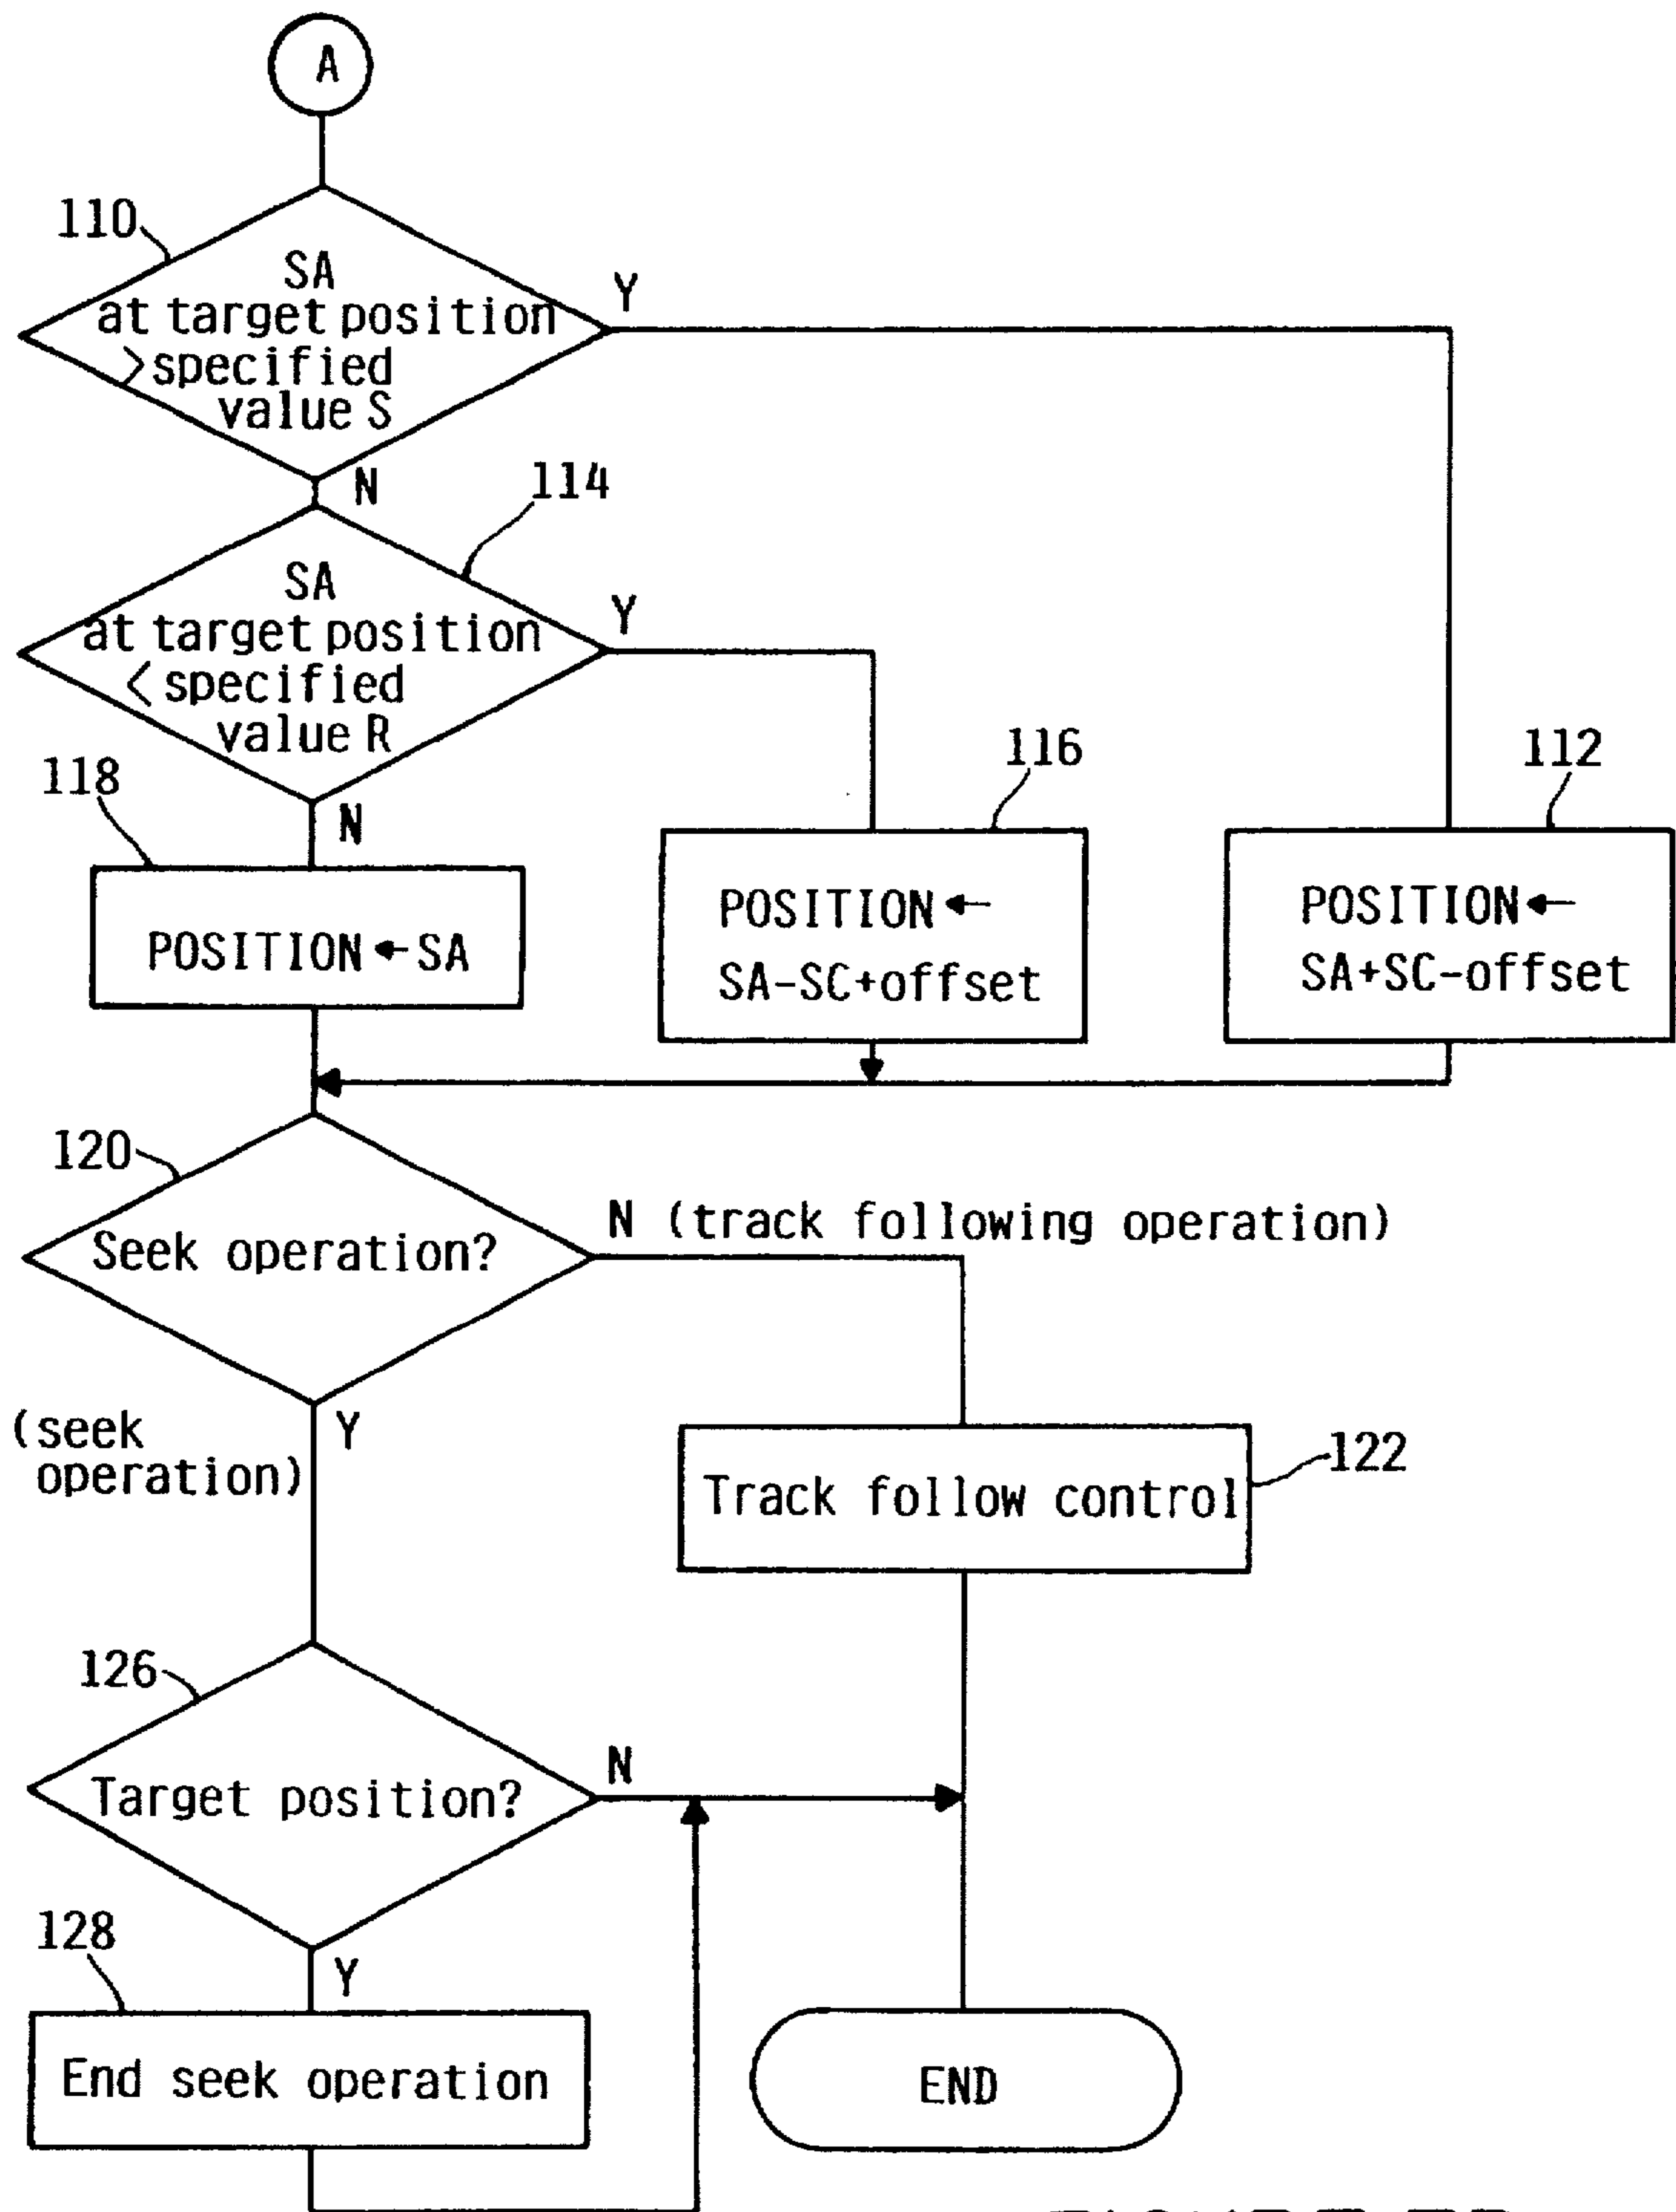 A
110
SA
at target position
>specified
value S
Y
N
114
SA
at target position
<specified
value R
Y
118
N
116
112
POSITION←SA
POSITION←
SA-SC+offset
POSITION←
SA+SC-offset
120
Seek operation?
N (track following operation)
(seek
operation)
Y
Track follow control
122
126
Target position?
N
128
Y
End seek operation
END